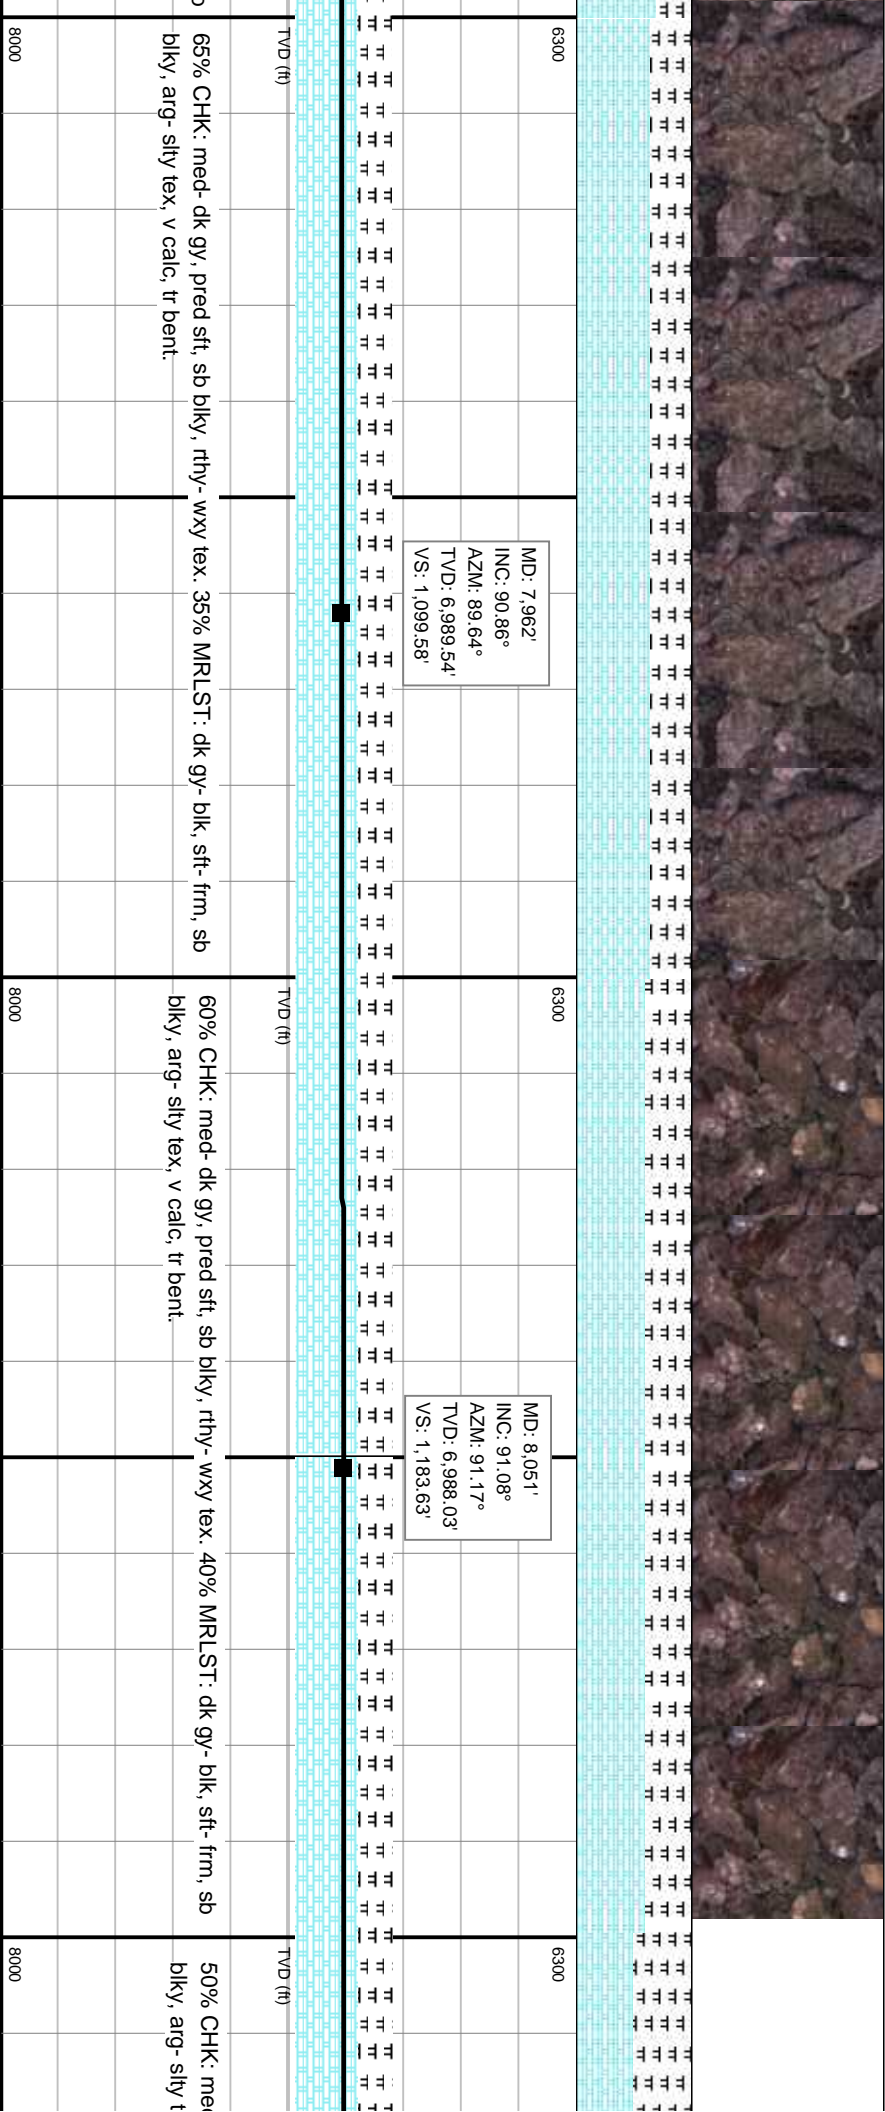 6300
TVD (ft)
8000
65% CHK: med- dk gy, pred sft, sb blky, rthy- wxy tex. 35% MRLST: dk gy- blk, sft- frm, sb
blky, arg- slty tex, v calc, tr bent.
MD: 7,962'
INC: 90.86°
AZM: 89.64°
TVD: 6,989.54'
VS: 1,099.58'
6300
TVD (ft)
8000
60% CHK: med- dk gy, pred sft, sb blky, rthy- wxy tex. 40% MRLST: dk gy- blk, sft- frm, sb
blky, arg- slty tex, v calc, tr bent.
MD: 8,051'
INC: 91.08°
AZM: 91.17°
TVD: 6,988.03'
VS: 1,183.63'
6300
TVD (ft)
8000
50% CHK: med
blky, arg- slty t